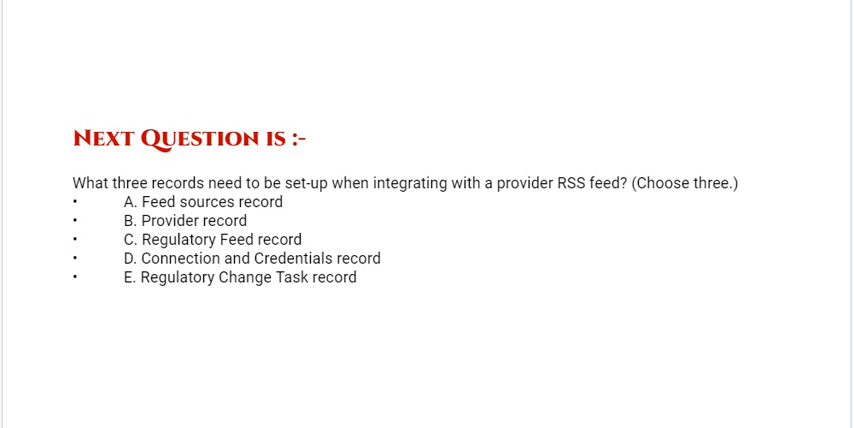 Next Question is :-
What three records need to be set-up when integrating with a provider RSS feed? (Choose three.)
• A. Feed sources record
• B. Provider record
• C. Regulatory Feed record
• D. Connection and Credentials record
• E. Regulatory Change Task record